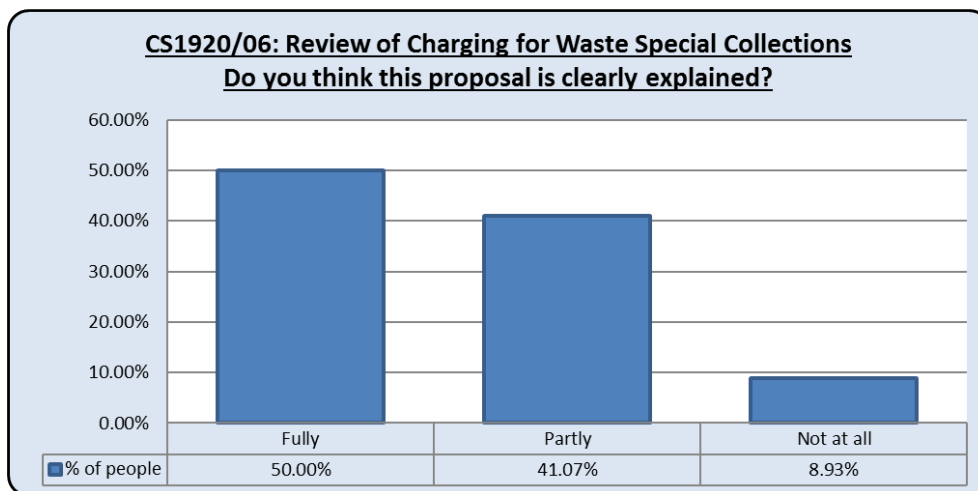 CS1920/06: Review of Charging for Waste Special Collections
Do you think this proposal is clearly explained?
60.00%
50.00%
40.00%
30.00%
20.00%
10.00%
0.00%
Fully Partly Not at all
% of people 50.00% 41.07% 8.93%